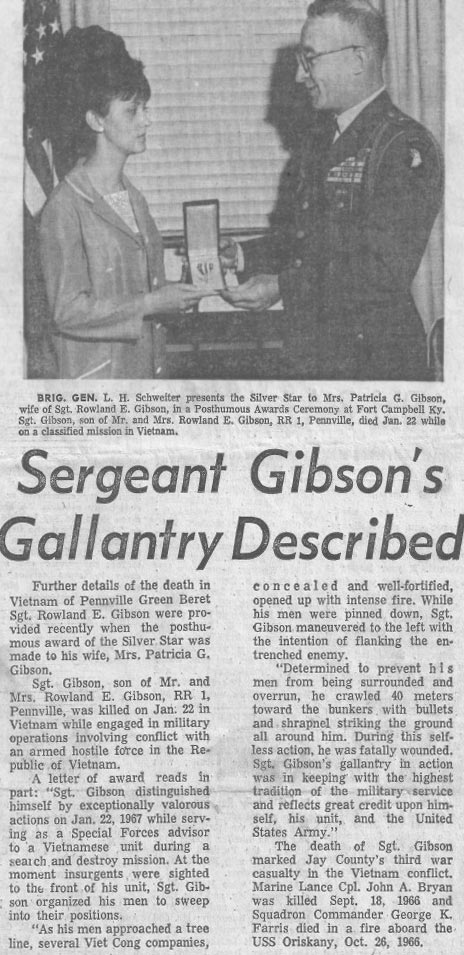 BRIG. GEN. L. H. Schweiter presents the Silver Star to Mrs. Patricia G. Gibson,
wife of Sgt. Rowland E. Gibson, in a Posthumous Awards Ceremony at Fort Campbell Ky.
Sgt. Gibson, son of Mr. and Mrs. Rowland E. Gibson, RR 1, Pennville, died Jan. 22 while
on a classified mission in Vietnam.
Sergeant Gibson's
Gallantry Described
Further details of the death in
Vietnam of Pennville Green Beret
Sgt. Rowland E. Gibson were pro-
vided recently when the posthu-
mous award of the Silver Star was
made to his wife, Mrs. Patricia G.
Gibson.
Sgt. Gibson, son of Mr. and
Mrs. Rowland E. Gibson, RR 1,
Pennville, was killed on Jan. 22 in
Vietnam while engaged in military
operations involving conflict with
an armed hostile force in the Re-
public of Vietnam.
A letter of award reads in
part: "Sgt. Gibson distinguished
himself by exceptionally valorous
actions on Jan. 22, 1967 while serv-
ing as a Special Forces advisor
to a Vietnamese unit during a
search and destroy mission. At the
moment insurgents were sighted
to the front of his unit, Sgt. Gib-
son organized his men to sweep
into their positions.
"As his men approached a tree
line, several Viet Cong companies,
concealed and well-fortified,
opened up with intense fire. While
his men were pinned down, Sgt.
Gibson maneuvered to the left with
the intention of flanking the en-
trenched enemy.
"Determined to prevent his
men from being surrounded and
overrun, he crawled 40 meters
toward the bunkers with bullets
and shrapnel striking the ground
all around him. During this self-
less action, he was fatally wounded.
Sgt. Gibson's gallantry in action
was in keeping with the highest
tradition of the military service
and reflects great credit upon him-
self, his unit, and the United
States Army."
The death of Sgt. Gibson
marked Jay County's third war
casualty in the Vietnam conflict.
Marine Lance Cpl. John A. Bryan
was killed Sept. 18, 1966 and
Squadron Commander George K.
Farris died in a fire aboard the
USS Oriskany, Oct. 26, 1966.